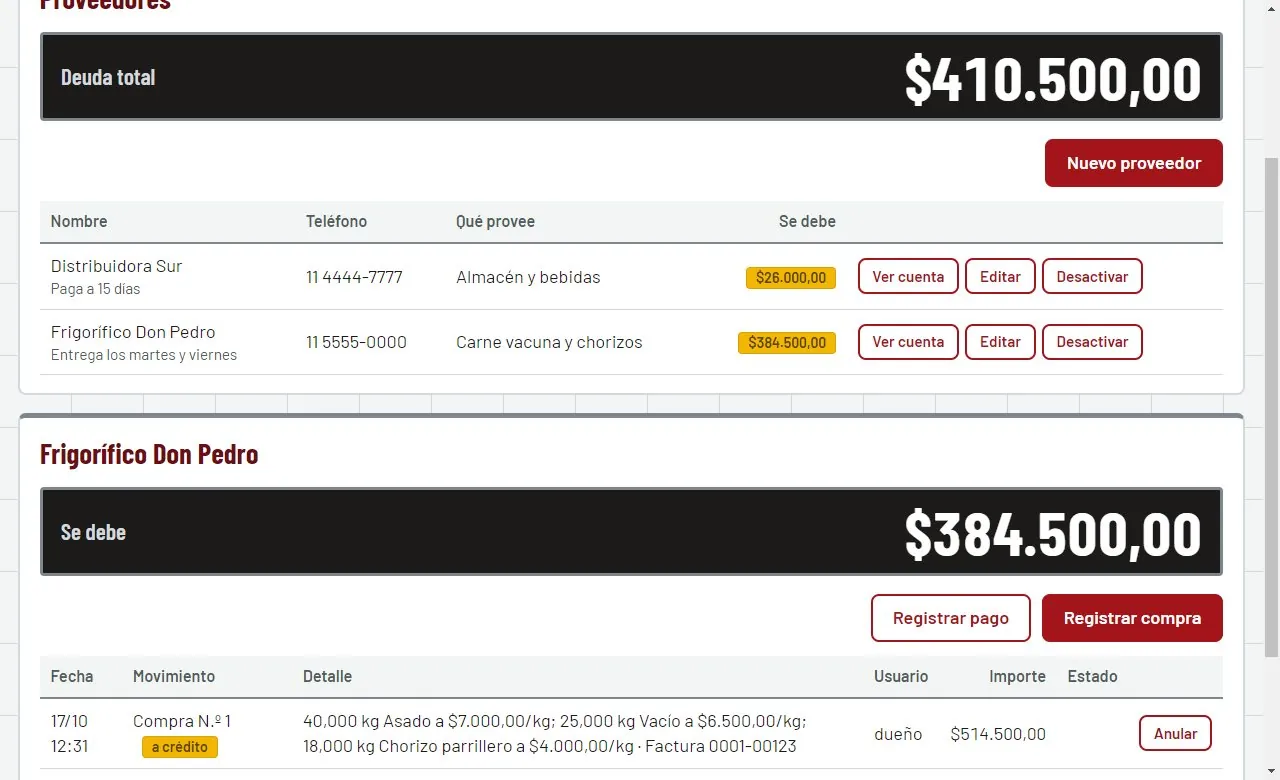 Proveedores
Deuda total
$410.500,00
Nuevo proveedor
Nombre Teléfono Qué provee Se debe
Distribuidora Sur 11 4444-7777 Almacén y bebidas $26.000,00 Ver cuenta Editar Desactivar
Paga a 15 días
Frigorífico Don Pedro 11 5555-0000 Carne vacuna y chorizos $384.500,00 Ver cuenta Editar Desactivar
Entrega los martes y viernes
Frigorífico Don Pedro
Se debe
$384.500,00
Registrar pago Registrar compra
Fecha Movimiento Detalle Usuario Importe Estado
17/10 Compra N.º 1 40,000 kg Asado a $7.000,00/kg; 25,000 kg Vacío a $6.500,00/kg;
12:31 a crédito 18,000 kg Chorizo parrillero a $4.000,00/kg · Factura 0001-00123
dueño $514.500,00 Anular